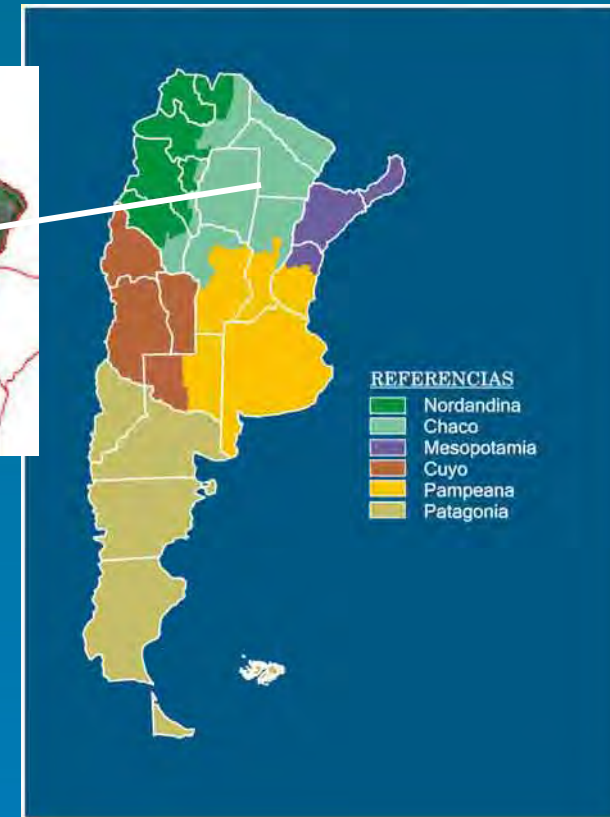 REFERENCIAS
Nordandina
Chaco
Mesopotamia
Cuyo
Pampeana
Patagonia